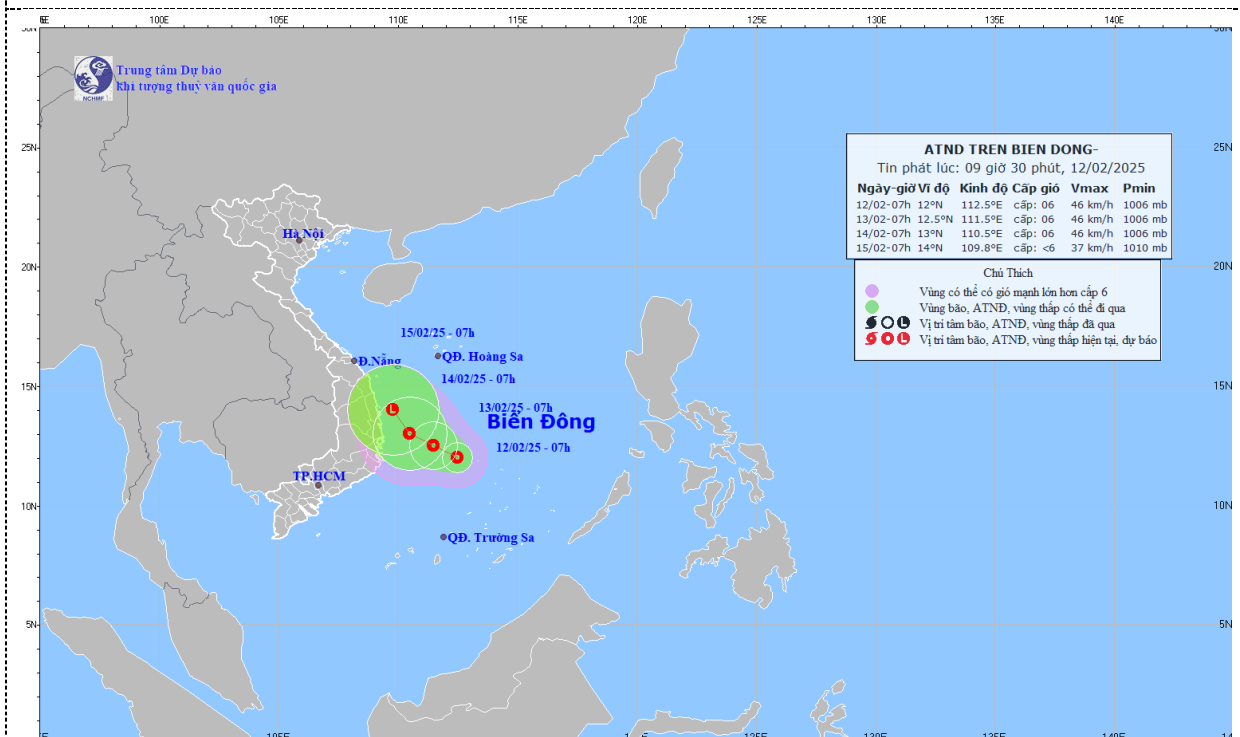 E
100E
105E
110E
115E
120E
125E
130E
135E
140E
30N
30N
Trung tâm Dự báo
khí tượng thuỷ văn quốc gia
NCHMF
25N
25N
ATND TREN BIEN DONG-
Tin phát lúc: 09 giờ 30 phút, 12/02/2025
Ngày-giờ Vĩ độ Kinh độ Cấp gió Vmax Pmin
12/02-07h 12°N 112.5°E cấp: 06 46 km/h 1006 mb
13/02-07h 12.5°N 111.5°E cấp: 06 46 km/h 1006 mb
14/02-07h 13°N 110.5°E cấp: 06 46 km/h 1006 mb
15/02-07h 14°N 109.8°E cấp: <6 37 km/h 1010 mb
Hà Nội
20N
20N
Chú Thích
Vùng có thể có gió mạnh lớn hơn cấp 6
Vùng bão, ATNĐ, vùng thấp có thể đi qua
L Vị trí tâm bão, ATNĐ, vùng thấp đã qua
L Vị trí tâm bão, ATNĐ, vùng thấp hiện tại, dự báo
15/02/25 - 07h
Đ.Nẵng
QĐ. Hoàng Sa
14/02/25 - 07h
15N
15N
13/02/25 - 07h
L
Biển Đông
12/02/25 - 07h
TP.HCM
10N
10N
QĐ. Trường Sa
5N
5N
105E
110E
115E
125E
130E
135E